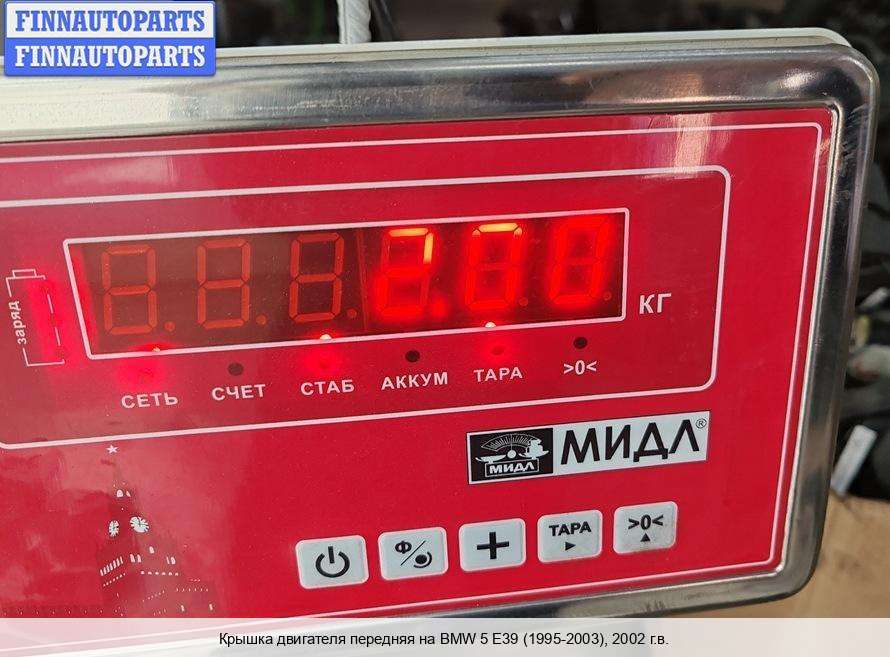 FINNAUTOPARTS
FINNAUTOPARTS
2.00
КГ
заряд
СЕТЬ СЧЕТ СТАБ АККУМ ТАРА >0<
МИДЛ МИДЛ®
Ф
+ ТАРА >0<
Крышка двигателя передняя на BMW 5 E39 (1995-2003), 2002 г.в.